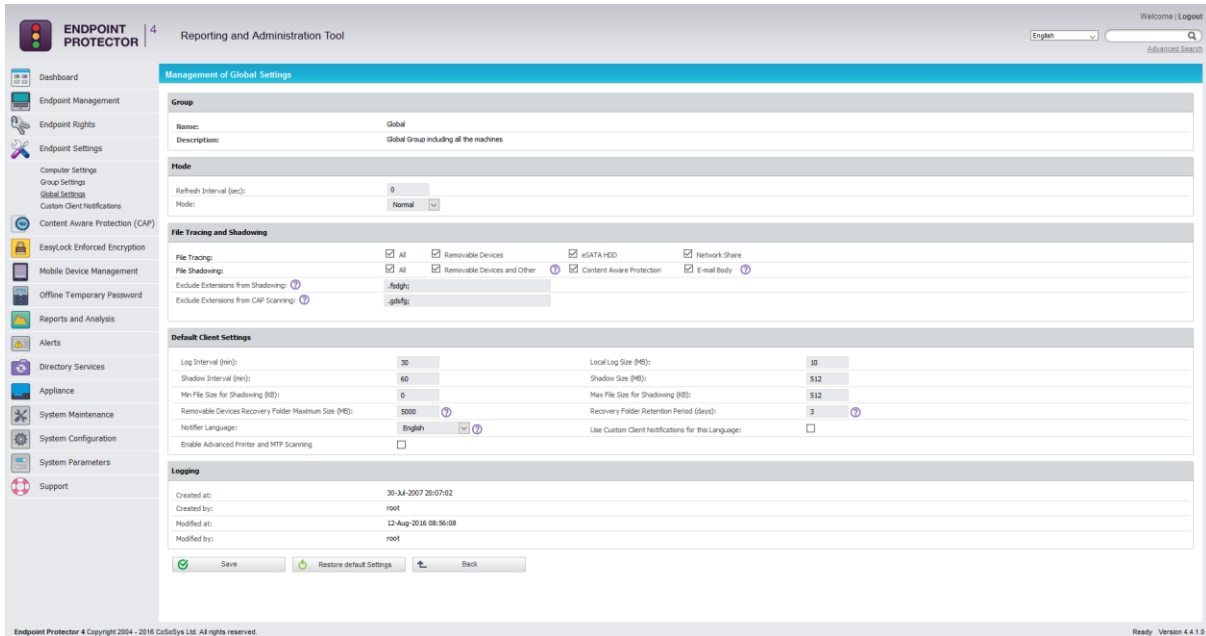 Welcome | Logout
ENDPOINT PROTECTOR 4
Reporting and Administration Tool
English
Advanced Search
Dashboard
Endpoint Management
Endpoint Rights
Endpoint Settings
Computer Settings
Group Settings
Global Settings
Custom Client Notifications
Content Aware Protection (CAP)
EasyLock Enforced Encryption
Mobile Device Management
Offline Temporary Password
Reports and Analysis
Alerts
Directory Services
Appliance
System Maintenance
System Configuration
System Parameters
Support
Management of Global Settings
Group
Name: Global
Description: Global Group including all the machines
Mode
Refresh Interval (sec): 0
Mode: Normal
File Tracing and Shadowing
File Tracing: All Removable Devices eSATA HDD Network Share
File Shadowing: All Removable Devices and Other ? Content Aware Protection E-mail Body ?
Exclude Extensions from Shadowing: ? .fsdgh;
Exclude Extensions from CAP Scanning: ? .gdsfg;
Default Client Settings
Log Interval (min): 30 Local Log Size (MB): 10
Shadow Interval (min): 60 Shadow Size (MB): 512
Min File Size for Shadowing (KB): 0 Max File Size for Shadowing (KB): 512
Removable Devices Recovery Folder Maximum Size (MB): 5000 ? Recovery Folder Retention Period (days): 3 ?
Notifier Language: English ? Use Custom Client Notifications for this Language:
Enable Advanced Printer and MTP Scanning
Logging
Created at: 30-Jul-2007 20:07:02
Created by: root
Modified at: 12-Aug-2016 08:56:08
Modified by: root
Save Restore default Settings Back
Endpoint Protector 4 Copyright 2004 - 2016 CoSoSys Ltd. All rights reserved. Ready Version 4.4.1.0